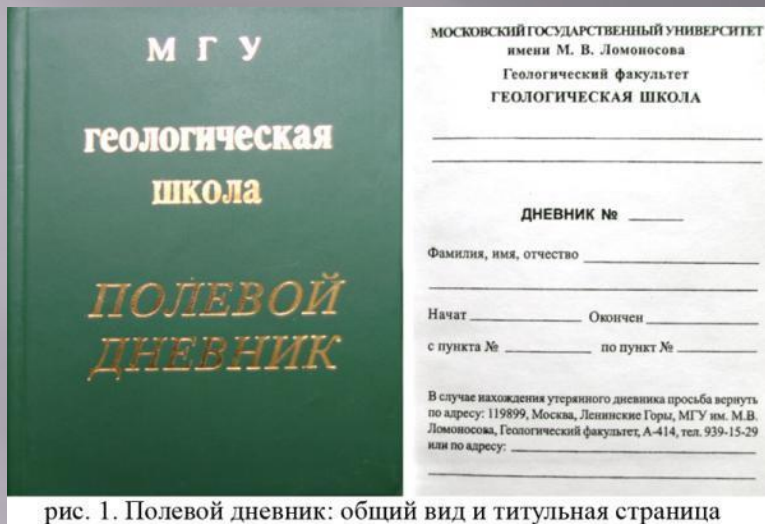 М Г У
геологическая
школа
ПОЛЕВОЙ
ДНЕВНИК
МОСКОВСКИЙ ГОСУДАРСТВЕННЫЙ УНИВЕРСИТЕТ
имени М. В. Ломоносова
Геологический факультет
ГЕОЛОГИЧЕСКАЯ ШКОЛА
ДНЕВНИК №
Фамилия, имя, отчество
Начат Окончен
с пункта № по пункт №
В случае нахождения утерянного дневника просьба вернуть
по адресу: 119899, Москва, Ленинские Горы, МГУ им. М.В.
Ломоносова, Геологический факультет, А-414, тел. 939-15-29
или по адресу:
рис. 1. Полевой дневник: общий вид и титульная страница